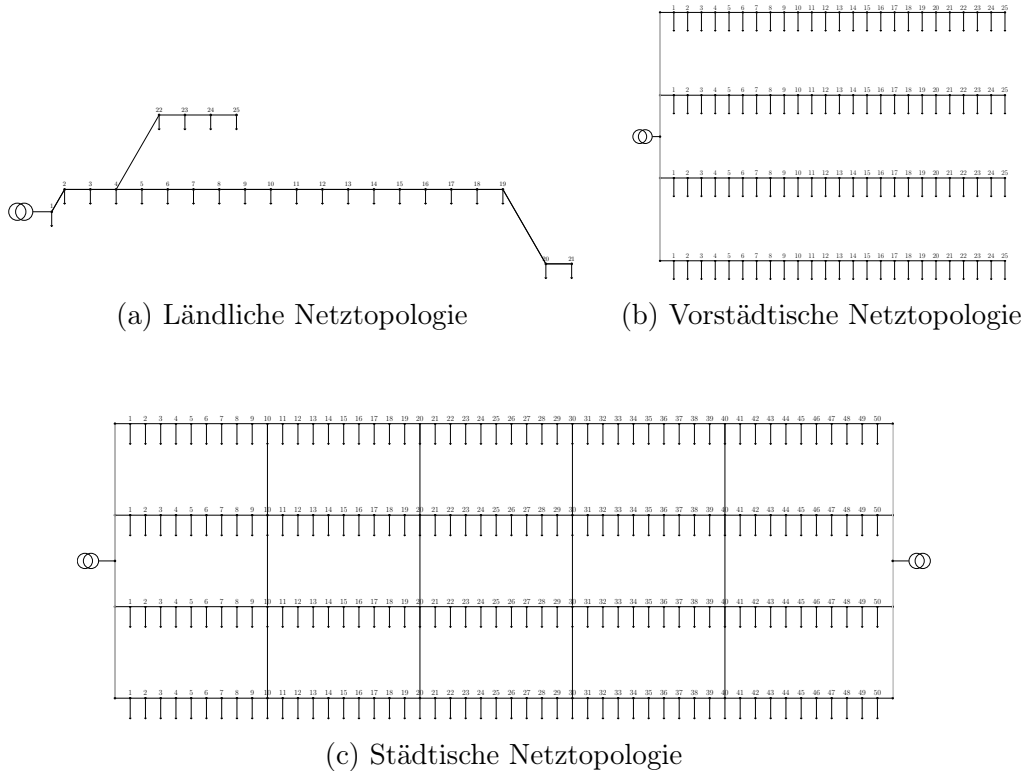 1 2 3 4 5 6 7 8 9 10 11 12 13 14 15 16 17 18 19 20 21 22 23 24 25
22 23 24 25
1 2 3 4 5 6 7 8 9 10 11 12 13 14 15 16 17 18 19 20 21 22 23 24 25
1 2 3 4 5 6 7 8 9 10 11 12 13 14 15 16 17 18 19
1 2 3 4 5 6 7 8 9 10 11 12 13 14 15 16 17 18 19 20 21 22 23 24 25
20 21
1 2 3 4 5 6 7 8 9 10 11 12 13 14 15 16 17 18 19 20 21 22 23 24 25
(a) Ländliche Netztopologie
(b) Vorstädtische Netztopologie
1 2 3 4 5 6 7 8 9 10 11 12 13 14 15 16 17 18 19 20 21 22 23 24 25 26 27 28 29 30 31 32 33 34 35 36 37 38 39 40 41 42 43 44 45 46 47 48 49 50
1 2 3 4 5 6 7 8 9 10 11 12 13 14 15 16 17 18 19 20 21 22 23 24 25 26 27 28 29 30 31 32 33 34 35 36 37 38 39 40 41 42 43 44 45 46 47 48 49 50
1 2 3 4 5 6 7 8 9 10 11 12 13 14 15 16 17 18 19 20 21 22 23 24 25 26 27 28 29 30 31 32 33 34 35 36 37 38 39 40 41 42 43 44 45 46 47 48 49 50
1 2 3 4 5 6 7 8 9 10 11 12 13 14 15 16 17 18 19 20 21 22 23 24 25 26 27 28 29 30 31 32 33 34 35 36 37 38 39 40 41 42 43 44 45 46 47 48 49 50
(c) Städtische Netztopologie